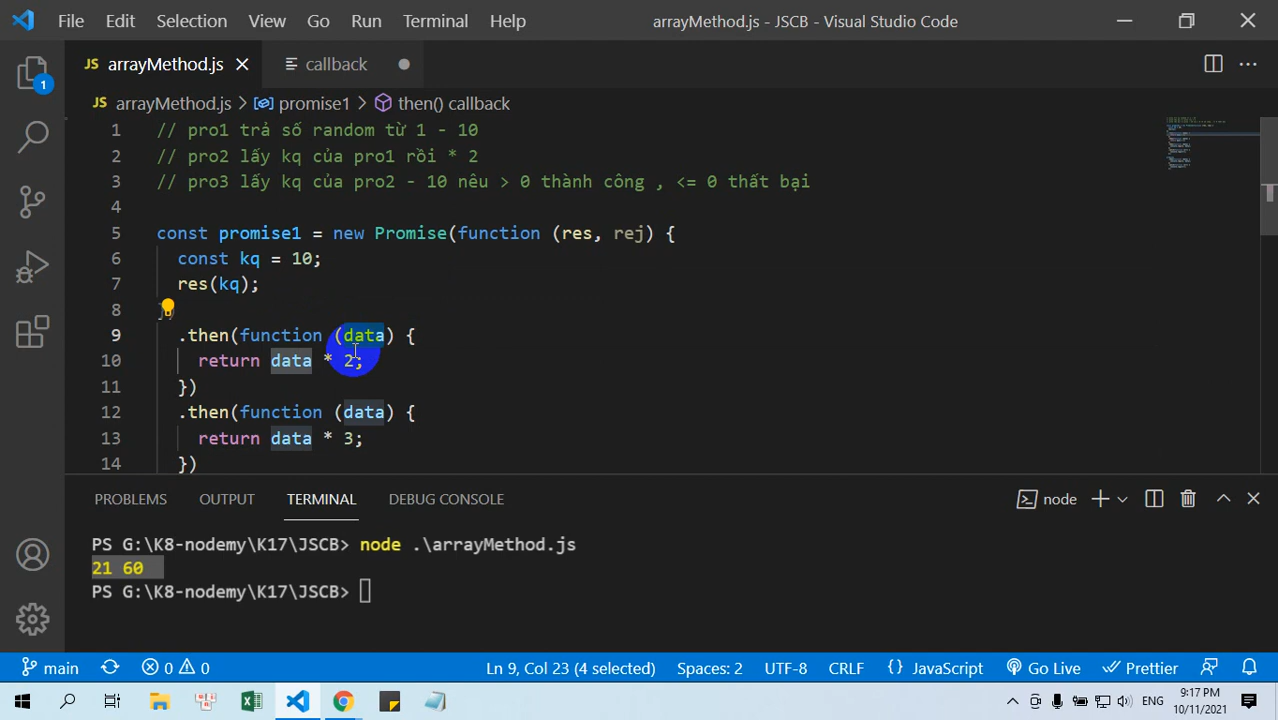 File Edit Selection View Go Run Terminal Help arrayMethod.js - JSCB - Visual Studio Code
JS arrayMethod.js callback
JS arrayMethod.js > promise1 > then() callback
1 // pro1 trả số random từ 1 - 10
2 // pro2 lấy kq của pro1 rồi * 2
3 // pro3 lấy kq của pro2 - 10 nếu > 0 thành công , <= 0 thất bại
4
5 const promise1 = new Promise(function (res, rej) {
6 const kq = 10;
7 res(kq);
8 })
9 .then(function (data) {
10 return data * 2;
11 })
12 .then(function (data) {
13 return data * 3;
14 })
1
PROBLEMS OUTPUT TERMINAL DEBUG CONSOLE node
PS G:\K8-nodemy\K17\JSCB> node .\arrayMethod.js
21 60
PS G:\K8-nodemy\K17\JSCB>
main 0 0 Ln 9, Col 23 (4 selected) Spaces: 2 UTF-8 CRLF {} JavaScript Go Live Prettier
ENG 9:17 PM
10/11/2021